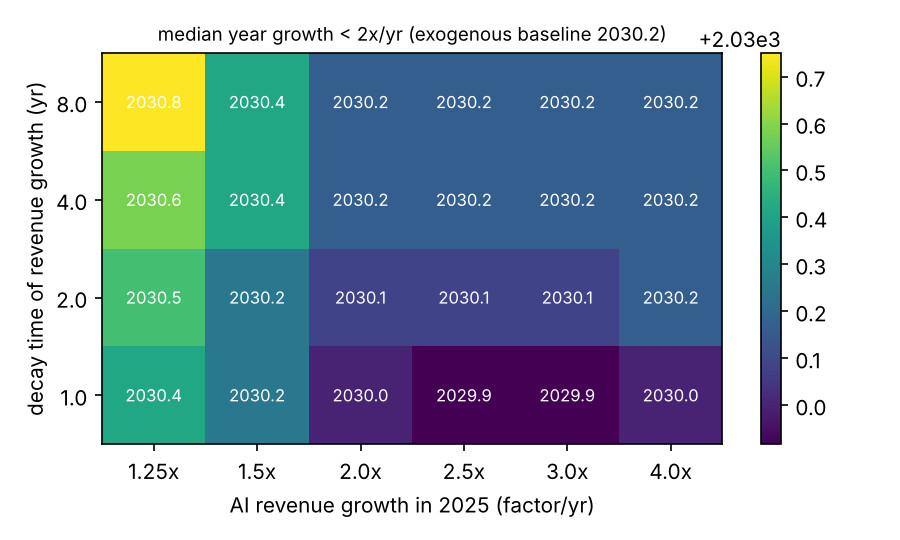 median year growth < 2x/yr (exogenous baseline 2030.2)
+2.03e3
decay time of revenue growth (yr)
8.0
2030.8 2030.4 2030.2 2030.2 2030.2 2030.2
4.0
2030.6 2030.4 2030.2 2030.2 2030.2 2030.2
2.0
2030.5 2030.2 2030.1 2030.1 2030.1 2030.2
1.0
2030.4 2030.2 2030.0 2029.9 2029.9 2030.0
1.25x 1.5x 2.0x 2.5x 3.0x 4.0x
AI revenue growth in 2025 (factor/yr)
0.7
0.6
0.5
0.4
0.3
0.2
0.1
0.0